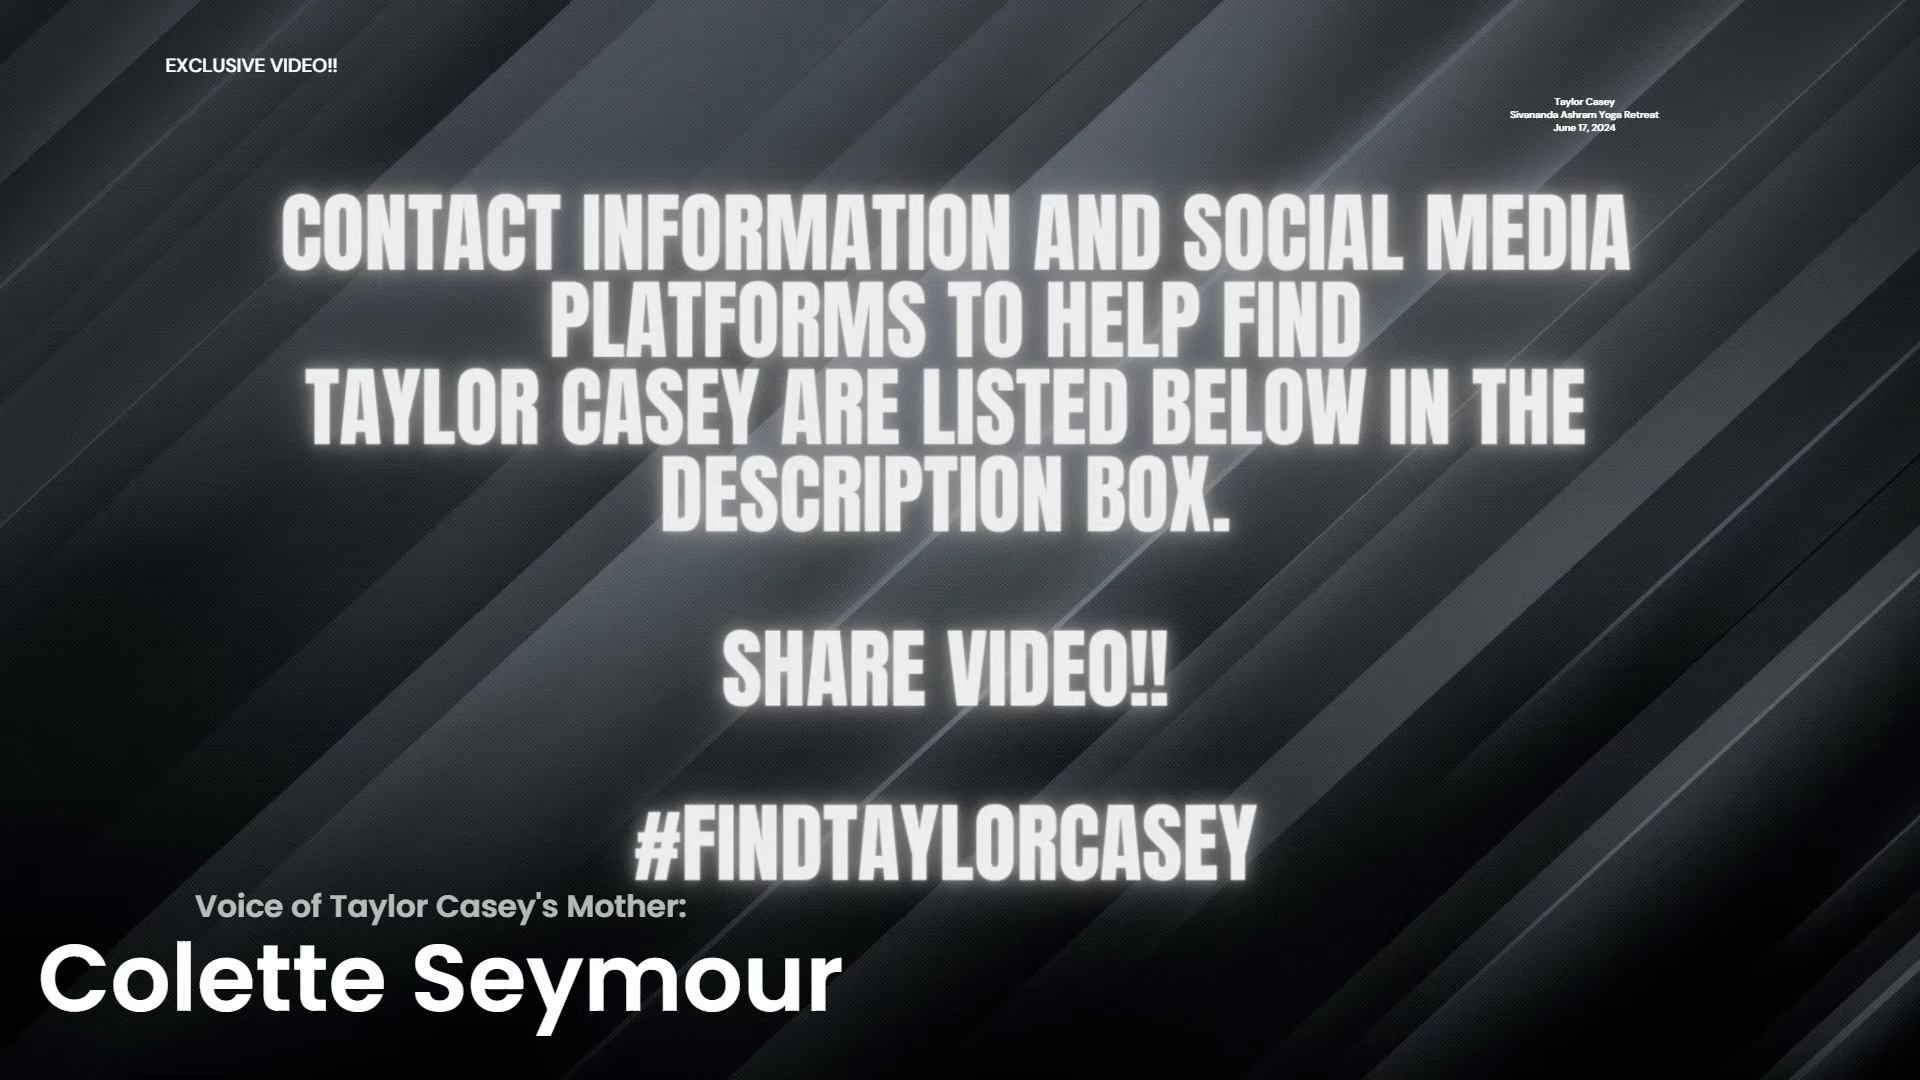 EXCLUSIVE VIDEO!!
Taylor Casey
Sivananda Ashram Yoga Retreat
June 17, 2024
CONTACT INFORMATION AND SOCIAL MEDIA
PLATFORMS TO HELP FIND
TAYLOR CASEY ARE LISTED BELOW IN THE
DESCRIPTION BOX.
SHARE VIDEO!!
#FINDTAYLORCASEY
Voice of Taylor Casey's Mother:
Colette Seymour